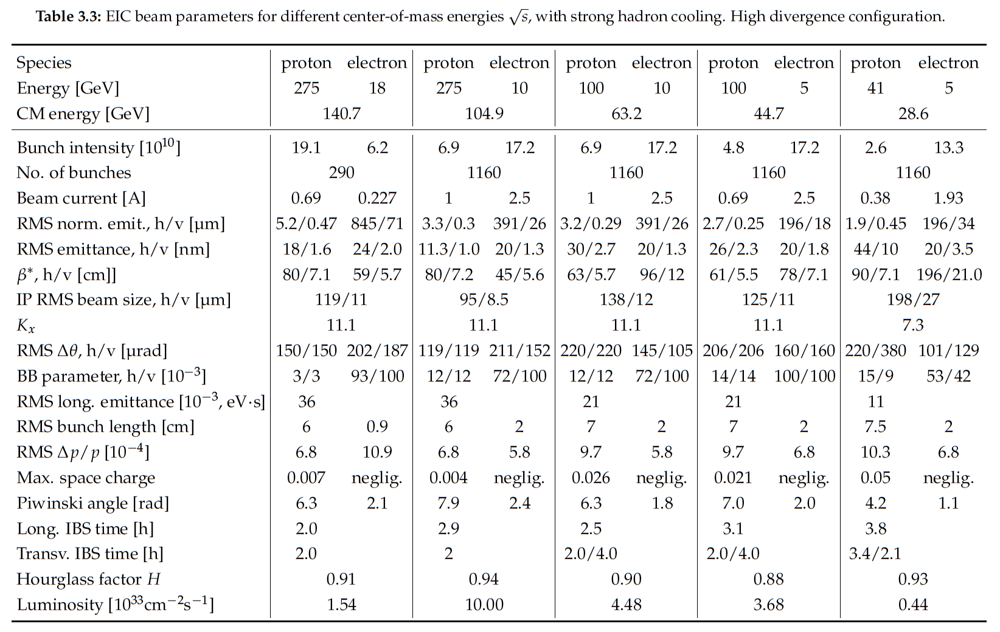 Table 3.3: EIC beam parameters for different center-of-mass energies √s, with strong hadron cooling. High divergence configuration.
Species proton electron proton electron proton electron proton electron proton electron
Energy [GeV] 275 18 275 10 100 10 100 5 41 5
CM energy [GeV] 140.7 104.9 63.2 44.7 28.6
Bunch intensity [10¹⁰] 19.1 6.2 6.9 17.2 6.9 17.2 4.8 17.2 2.6 13.3
No. of bunches 290 1160 1160 1160 1160
Beam current [A] 0.69 0.227 1 2.5 1 2.5 0.69 2.5 0.38 1.93
RMS norm. emit., h/v [µm] 5.2/0.47 845/71 3.3/0.3 391/26 3.2/0.29 391/26 2.7/0.25 196/18 1.9/0.45 196/34
RMS emittance, h/v [nm] 18/1.6 24/2.0 11.3/1.0 20/1.3 30/2.7 20/1.3 26/2.3 20/1.8 44/10 20/3.5
β*, h/v [cm]] 80/7.1 59/5.7 80/7.2 45/5.6 63/5.7 96/12 61/5.5 78/7.1 90/7.1 196/21.0
IP RMS beam size, h/v [µm] 119/11 95/8.5 138/12 125/11 198/27
Kₓ 11.1 11.1 11.1 11.1 7.3
RMS Δθ, h/v [µrad] 150/150 202/187 119/119 211/152 220/220 145/105 206/206 160/160 220/380 101/129
BB parameter, h/v [10⁻³] 3/3 93/100 12/12 72/100 12/12 72/100 14/14 100/100 15/9 53/42
RMS long. emittance [10⁻³, eV·s] 36 36 21 21 11
RMS bunch length [cm] 6 0.9 6 2 7 2 7 2 7.5 2
RMS Δp/p [10⁻⁴] 6.8 10.9 6.8 5.8 9.7 5.8 9.7 6.8 10.3 6.8
Max. space charge 0.007 neglig. 0.004 neglig. 0.026 neglig. 0.021 neglig. 0.05 neglig.
Piwinski angle [rad] 6.3 2.1 7.9 2.4 6.3 1.8 7.0 2.0 4.2 1.1
Long. IBS time [h] 2.0 2.9 2.5 3.1 3.8
Transv. IBS time [h] 2.0 2 2.0/4.0 2.0/4.0 3.4/2.1
Hourglass factor H 0.91 0.94 0.90 0.88 0.93
Luminosity [10³³cm⁻²s⁻¹] 1.54 10.00 4.48 3.68 0.44